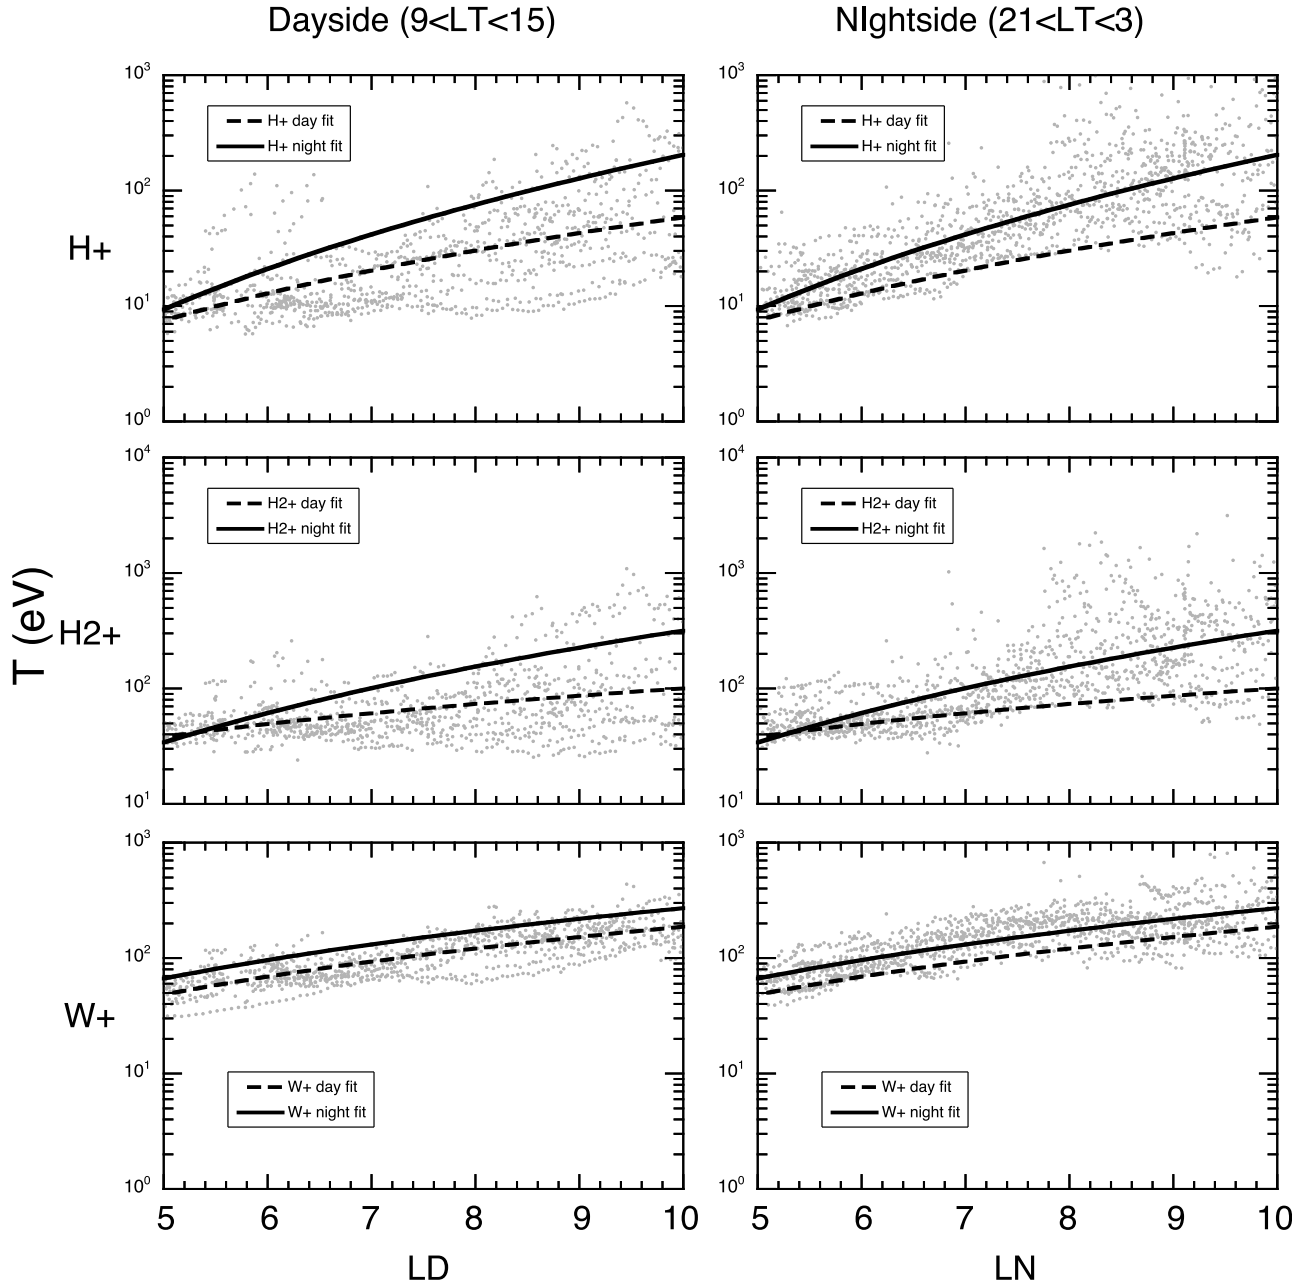 Dayside (9<LT<15)
NIghtside (21<LT<3)
10³
H+ day fit
H+ night fit
10²
H+
10¹
10⁰
10³
H+ day fit
H+ night fit
10²
10¹
10⁰
10⁴
H2+ day fit
H2+ night fit
10³
T (eV)
H2+
10²
10¹
10⁴
H2+ day fit
H2+ night fit
10³
10²
10¹
10³
10²
W+
10¹
W+ day fit
W+ night fit
10⁰
5 6 7 8 9 10
LD
10³
10²
10¹
W+ day fit
W+ night fit
10⁰
5 6 7 8 9 10
LN